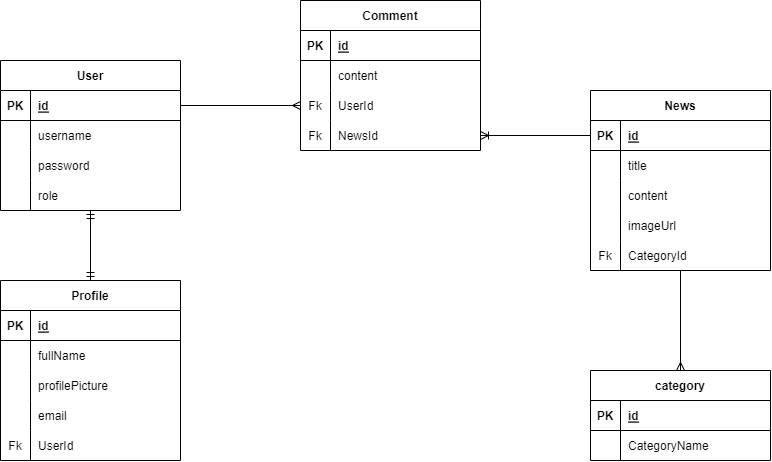 Comment
PK id
content
Fk UserId
Fk NewsId
User
PK id
username
password
role
News
PK id
title
content
imageUrl
Fk CategoryId
Profile
PK id
fullName
profilePicture
email
Fk UserId
category
PK id
CategoryName